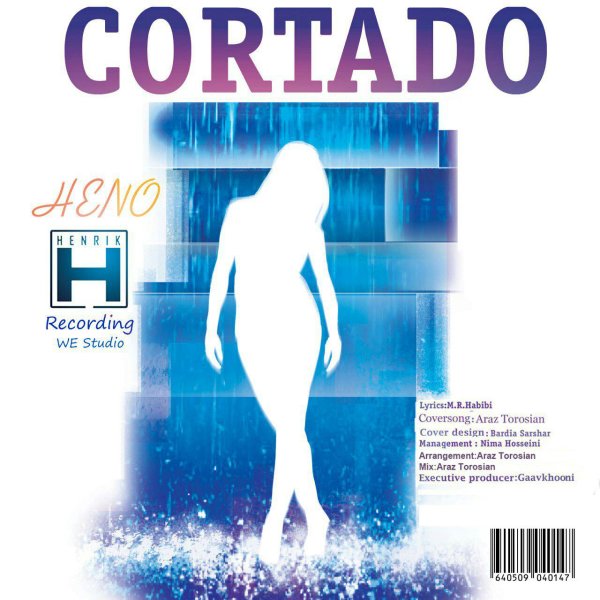 CORTADO
HENO
HENRIK
H
Recording
WE Studio
Lyrics:M.R.Habibi
Coversong: Araz Torosian
Cover design: Bardia Sarshar
Management : Nima Hosseini
Arrangement:Araz Torosian
Mix:Araz Torosian
Executive producer:Gaavkhooni
640509 040147